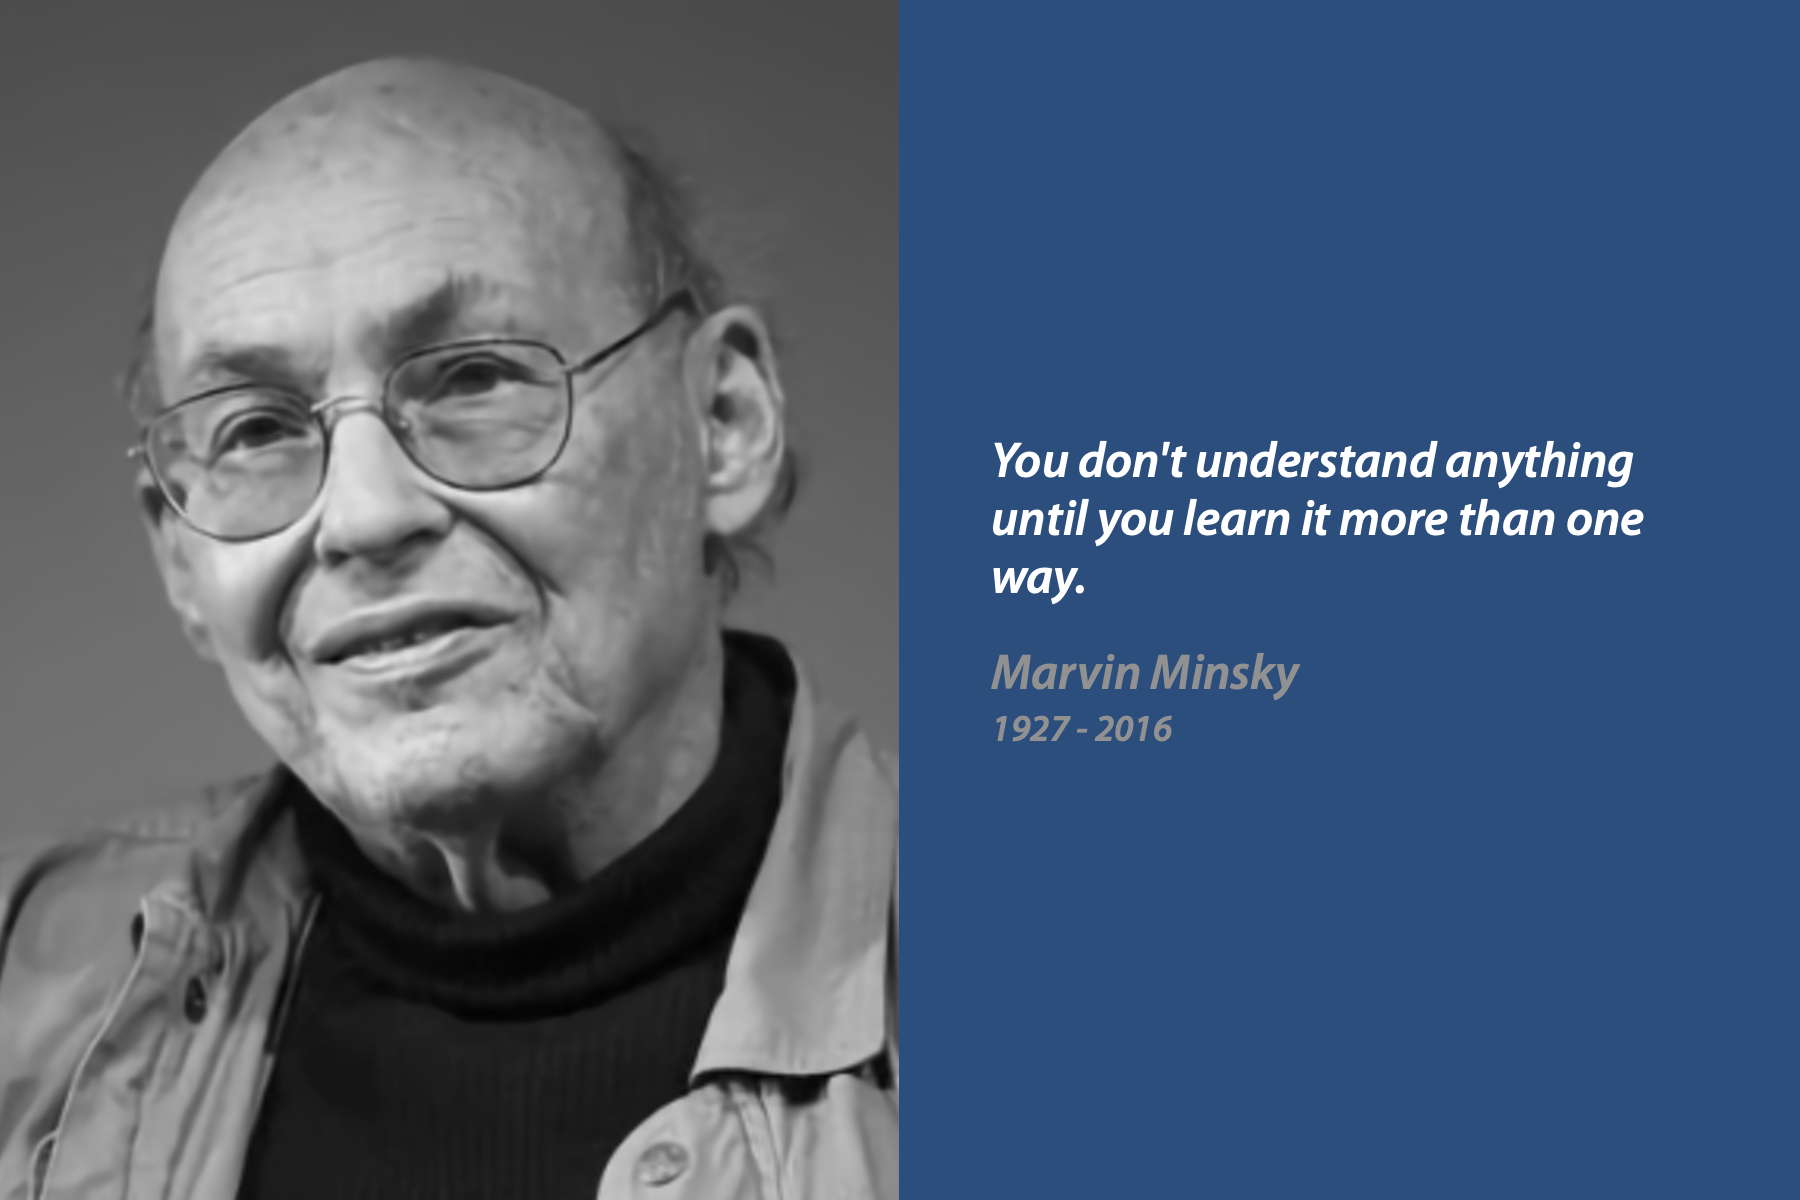 You don't understand anything
until you learn it more than one
way.
Marvin Minsky
1927 - 2016